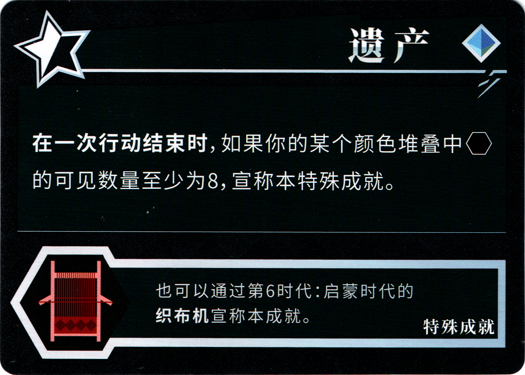 遗产
在一次行动结束时，如果你的某个颜色堆叠中
的可见数量至少为8，宣称本特殊成就。
也可以通过第6时代：启蒙时代的
织布机宣称本成就。
特殊成就